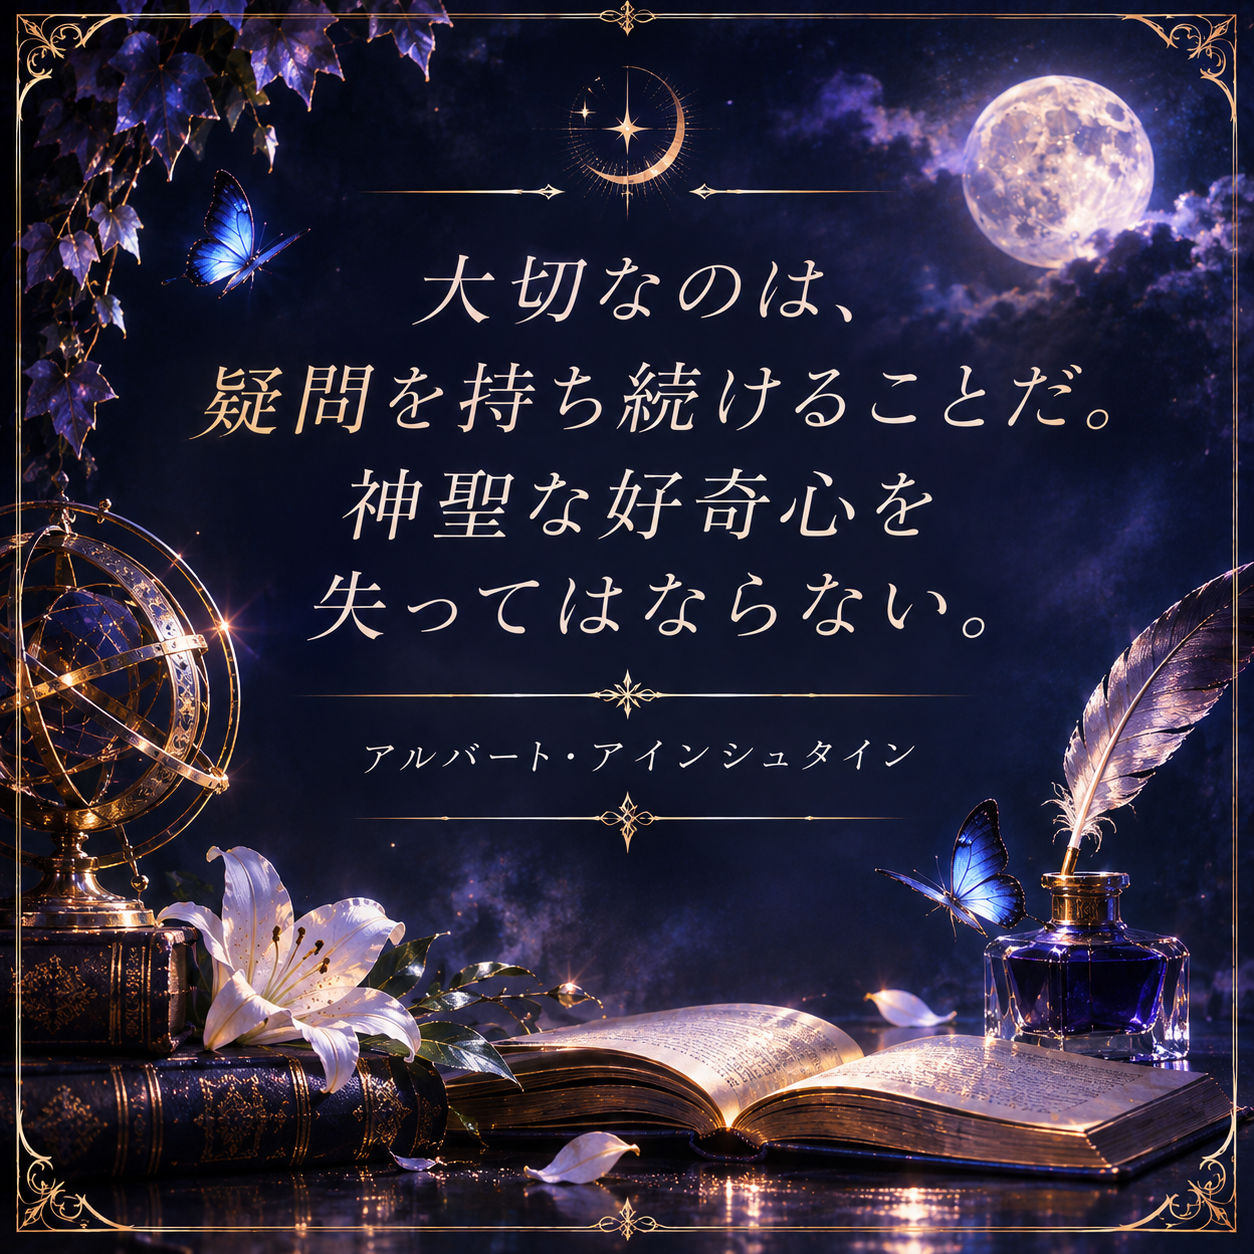 大切なのは、
疑問を持ち続けることだ。
神聖な好奇心を
失ってはならない。
アルバート・アインシュタイン